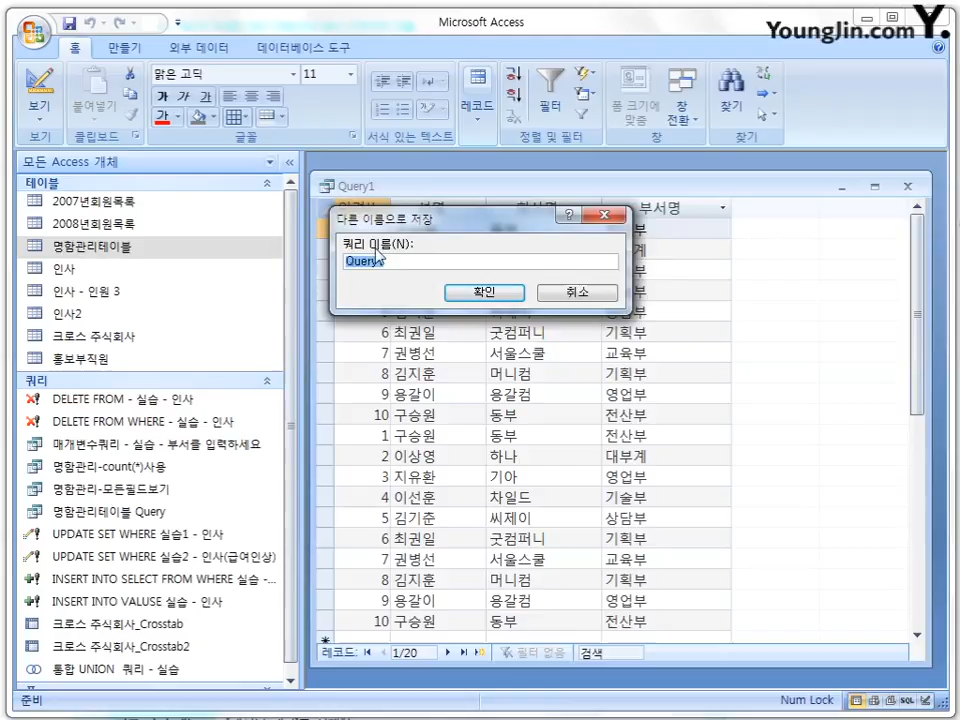 Microsoft Access
YoungJin.com Y.
홈 만들기 외부 데이터 데이터베이스 도구
맑은 고딕 11
보기 붙여넣기 레코드 필터 폼 크기에 맞춤 창 전환 찾기
가 가 가
보기 클립보드 글꼴 서식 있는 텍스트 정렬 및 필터 창 찾기
모든 Access 개체
테이블
2007년회원목록
2008년회원목록
명함관리테이블
인사
인사 - 인원 3
인사2
크로스 주식회사
홍보부직원
쿼리
DELETE FROM - 실습 - 인사
DELETE FROM WHERE - 실습 - 인사
매개변수쿼리 - 실습 - 부서를 입력하세요
명함관리-count(*)사용
명함관리-모든필드보기
명함관리테이블 Query
UPDATE SET WHERE 실습1 - 인사
UPDATE SET WHERE 실습2 - 인사(급여인상)
INSERT INTO SELECT FROM WHERE 실습 -...
INSERT INTO VALUSE 실습 - 인사
크로스 주식회사_Crosstab
크로스 주식회사_Crosstab2
통합 UNION 쿼리 - 실습
Query1
부서명
다른 이름으로 저장
쿼리 이름(N):
Query
확인 취소
6 최권일 굿컴퍼니 기획부
7 권병선 서울스쿨 교육부
8 김지훈 머니컴 기획부
9 용갈이 용갈컴 영업부
10 구승원 동부 전산부
1 구승원 동부 전산부
2 이상영 하나 대부계
3 지유환 기아 영업부
4 이선훈 차일드 기술부
5 김기춘 씨제이 상담부
6 최권일 굿컴퍼니 기획부
7 권병선 서울스쿨 교육부
8 김지훈 머니컴 기획부
9 용갈이 용갈컴 영업부
10 구승원 동부 전산부
레코드: 1/20 필터 없음 검색
준비 Num Lock SQL